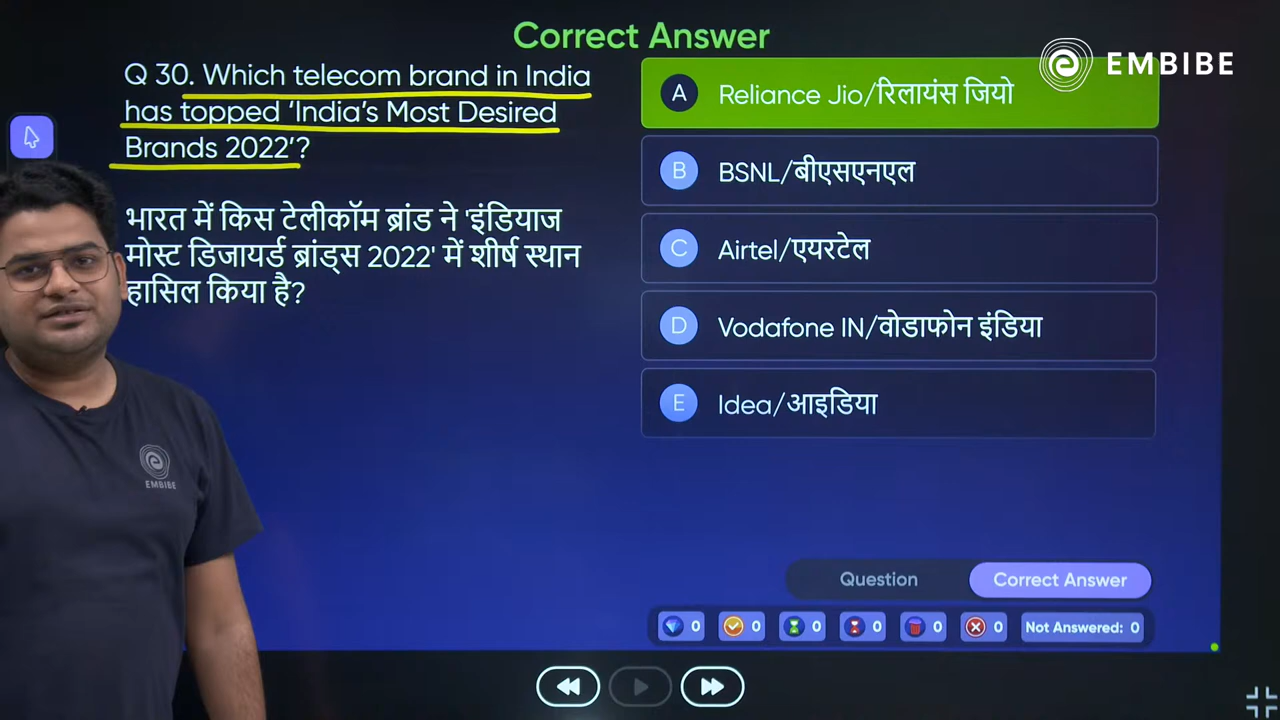 Correct Answer
EMBIBE
Q 30. Which telecom brand in India
has topped ‘India’s Most Desired
Brands 2022’?
भारत में किस टेलीकॉम ब्रांड ने 'इंडियाज
मोस्ट डिजायर्ड ब्रांड्स 2022' में शीर्ष स्थान
हासिल किया है?
A Reliance Jio/रिलायंस जियो
B BSNL/बीएसएनएल
C Airtel/एयरटेल
D Vodafone IN/वोडाफोन इंडिया
E Idea/आइडिया
EMBIBE
Question Correct Answer
0 0 0 0 0 0 Not Answered: 0